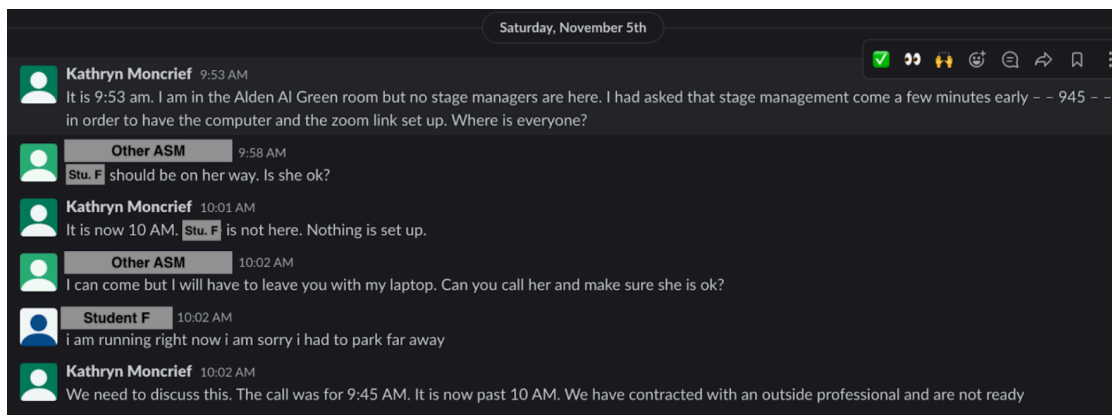 Saturday, November 5th
Kathryn Moncrief 9:53 AM
It is 9:53 am. I am in the Alden Al Green room but no stage managers are here. I had asked that stage management come a few minutes early – – 945 – –
in order to have the computer and the zoom link set up. Where is everyone?
Other ASM 9:58 AM
Stu. F should be on her way. Is she ok?
Kathryn Moncrief 10:01 AM
It is now 10 AM. Stu. F is not here. Nothing is set up.
Other ASM 10:02 AM
I can come but I will have to leave you with my laptop. Can you call her and make sure she is ok?
Student F 10:02 AM
i am running right now i am sorry i had to park far away
Kathryn Moncrief 10:02 AM
We need to discuss this. The call was for 9:45 AM. It is now past 10 AM. We have contracted with an outside professional and are not ready